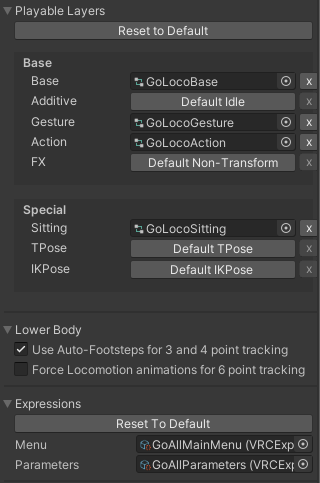 Playable Layers
Reset to Default
Base
Base GoLocoBase x
Additive Default Idle x
Gesture GoLocoGesture x
Action GoLocoAction x
FX Default Non-Transform x
Special
Sitting GoLocoSitting x
TPose Default TPose x
IKPose Default IKPose x
Lower Body
Use Auto-Footsteps for 3 and 4 point tracking
Force Locomotion animations for 6 point tracking
Expressions
Reset To Default
Menu GoAllMainMenu (VRCExp
Parameters GoAllParameters (VRCExp